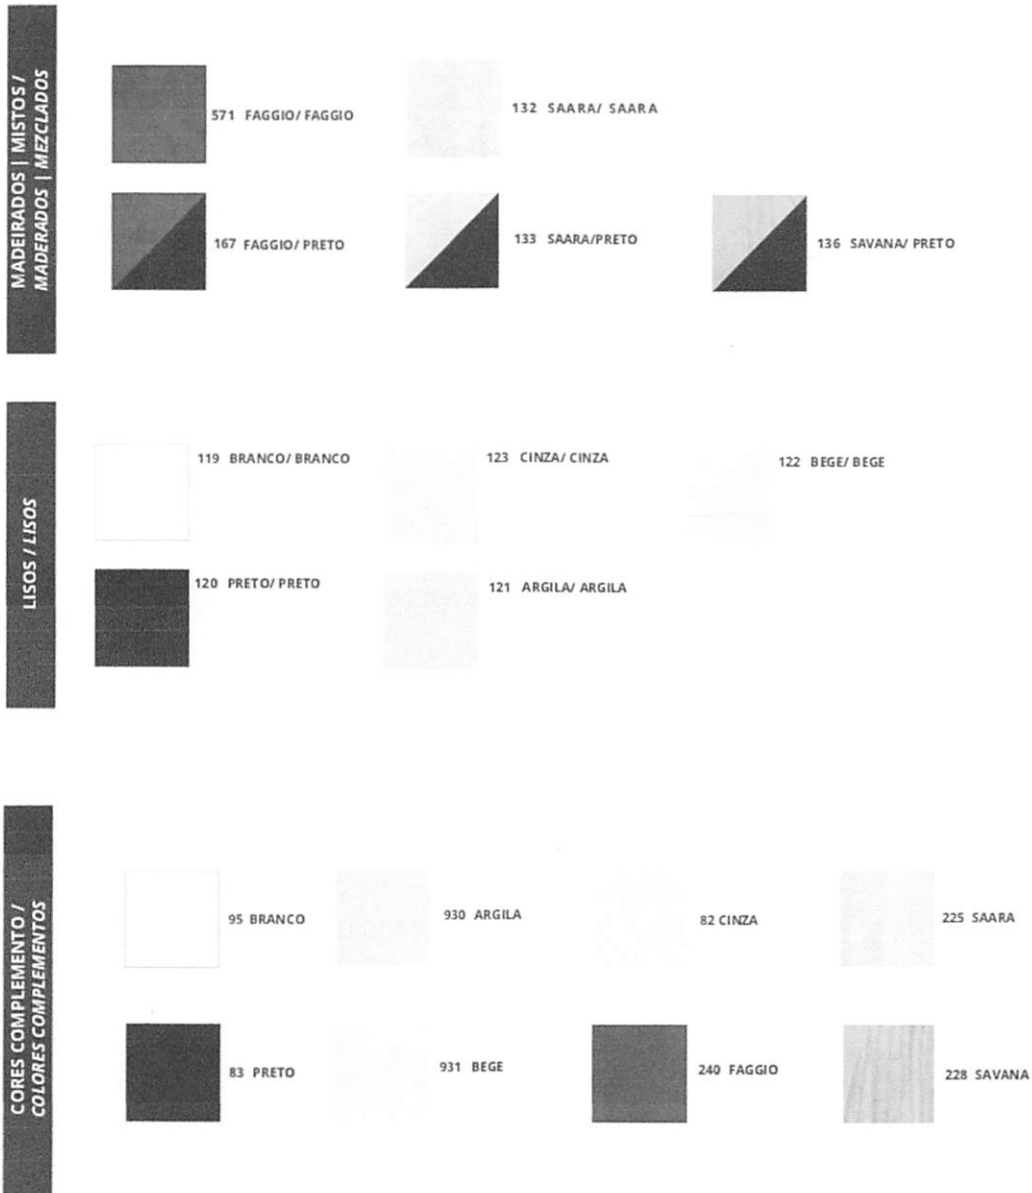 MADEIRADOS | MISTOS /
MADERADOS | MEZCLADOS
571 FAGGIO/ FAGGIO
132 SAARA/ SAARA
167 FAGGIO/ PRETO
133 SAARA/PRETO
136 SAVANA/ PRETO
LISOS / LISOS
119 BRANCO/ BRANCO
123 CINZA/ CINZA
122 BEGE/ BEGE
120 PRETO/ PRETO
121 ARGILA/ ARGILA
CORES COMPLEMENTO /
COLORES COMPLEMENTOS
95 BRANCO
930 ARGILA
82 CINZA
225 SAARA
83 PRETO
931 BEGE
240 FAGGIO
228 SAVANA